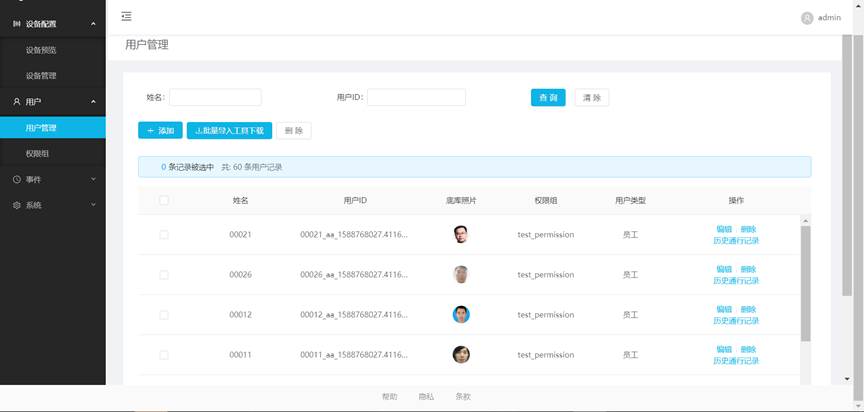 设备配置
设备预览
设备管理
用户
用户管理
权限组
事件
系统
admin
用户管理
姓名:
用户ID:
查 询
清 除
+ 添加
批量导入工具下载
删 除
0 条记录被选中 共: 60 条用户记录
姓名 用户ID 底库照片 权限组 用户类型 操作
00021 00021_aa_1588768027.4116... test_permission 员工 编辑 删除
历史通行记录
00026 00026_aa_1588768027.4116... test_permission 员工 编辑 删除
历史通行记录
00012 00012_aa_1588768027.4116... test_permission 员工 编辑 删除
历史通行记录
00011 00011_aa_1588768027.4116... test_permission 员工 编辑 删除
历史通行记录
帮助 隐私 条款